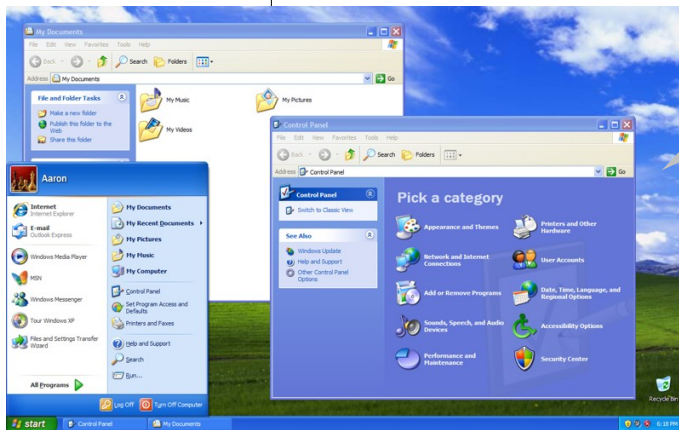 My Documents
File Edit View Favorites Tools Help
Back Search Folders
Address My Documents Go
File and Folder Tasks
Make a new folder
Publish this folder to the
Web
Share this folder
My Music
My Pictures
My Videos
Control Panel
File Edit View Favorites Tools Help
Back Search Folders
Address Control Panel Go
Control Panel
Switch to Classic View
See Also
Windows Update
Help and Support
Other Control Panel
Options
Pick a category
Appearance and Themes
Printers and Other
Hardware
Network and Internet
Connections
User Accounts
Add or Remove Programs
Date, Time, Language, and
Regional Options
Sounds, Speech, and Audio
Devices
Accessibility Options
Performance and
Maintenance
Security Center
Aaron
Internet
Internet Explorer
E-mail
Outlook Express
Windows Media Player
MSN
Windows Messenger
Tour Windows XP
Files and Settings Transfer
Wizard
All Programs
My Documents
My Recent Documents
My Pictures
My Music
My Computer
Control Panel
Set Program Access and
Defaults
Printers and Faxes
Help and Support
Search
Run...
Log Off Turn Off Computer
Recycle Bin
start Control Panel My Documents 6:18 PM